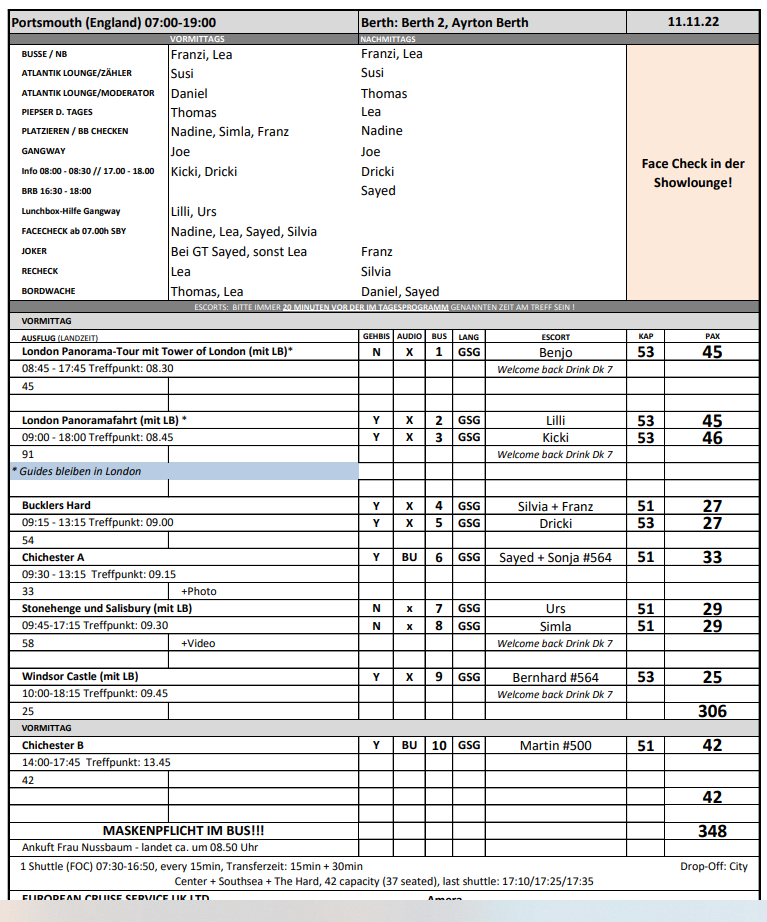 Portsmouth (England) 07:00-19:00 Berth: Berth 2, Ayrton Berth 11.11.22
VORMITTAGS NACHMITTAGS
BUSSE / NB Franzi, Lea Franzi, Lea
ATLANTIK LOUNGE/ZÄHLER Susi Susi
ATLANTIK LOUNGE/MODERATOR Daniel Thomas
PIEPSER D. TAGES Thomas Lea
PLATZIEREN / BB CHECKEN Nadine, Simla, Franz Nadine
GANGWAY Joe Joe
Info 08:00 - 08:30 // 17.00 - 18.00 Kicki, Dricki Dricki
BRB 16:30 - 18:00 Sayed
Lunchbox-Hilfe Gangway Lilli, Urs
FACECHECK ab 07.00h SBY Nadine, Lea, Sayed, Silvia
JOKER Bei GT Sayed, sonst Lea Franz
RECHECK Lea Silvia
BORDWACHE Thomas, Lea Daniel, Sayed
Face Check in der
Showlounge!
ESCORTS: BITTE IMMER 20 MINUTEN VOR DER IM TAGESPROGRAMM GENANNTEN ZEIT AM TREFF SEIN !
VORMITTAG
AUSFLUG (LANDZEIT) GEHBIS AUDIO BUS LANG ESCORT KAP PAX
London Panorama-Tour mit Tower of London (mit LB)* N X 1 GSG Benjo 53 45
08:45 - 17:45 Treffpunkt: 08.30 Welcome back Drink Dk 7
45
London Panoramafahrt (mit LB) * Y X 2 GSG Lilli 53 45
09:00 - 18:00 Treffpunkt: 08.45 Y X 3 GSG Kicki 53 46
91 Welcome back Drink Dk 7
* Guides bleiben in London
Bucklers Hard Y X 4 GSG Silvia + Franz 51 27
09:15 - 13:15 Treffpunkt: 09.00 Y X 5 GSG Dricki 53 27
54
Chichester A Y BU 6 GSG Sayed + Sonja #564 51 33
09:30 - 13:15 Treffpunkt: 09.15
33 +Photo
Stonehenge und Salisbury (mit LB) N x 7 GSG Urs 51 29
09:45-17:15 Treffpunkt: 09.30 N x 8 GSG Simla 51 29
58 +Video Welcome back Drink Dk 7
Windsor Castle (mit LB) Y X 9 GSG Bernhard #564 53 25
10:00-18:15 Treffpunkt: 09.45 Welcome back Drink Dk 7
25 306
VORMITTAG
Chichester B Y BU 10 GSG Martin #500 51 42
14:00-17:45 Treffpunkt: 13.45
42
42
MASKENPFLICHT IM BUS!!! 348
Ankuft Frau Nussbaum - landet ca. um 08.50 Uhr
1 Shuttle (FOC) 07:30-16:50, every 15min, Transferzeit: 15min + 30min Drop-Off: City
Center + Southsea + The Hard, 42 capacity (37 seated), last shuttle: 17:10/17:25/17:35
EUROPEAN CRUISE SERVICE UK LTD Amera